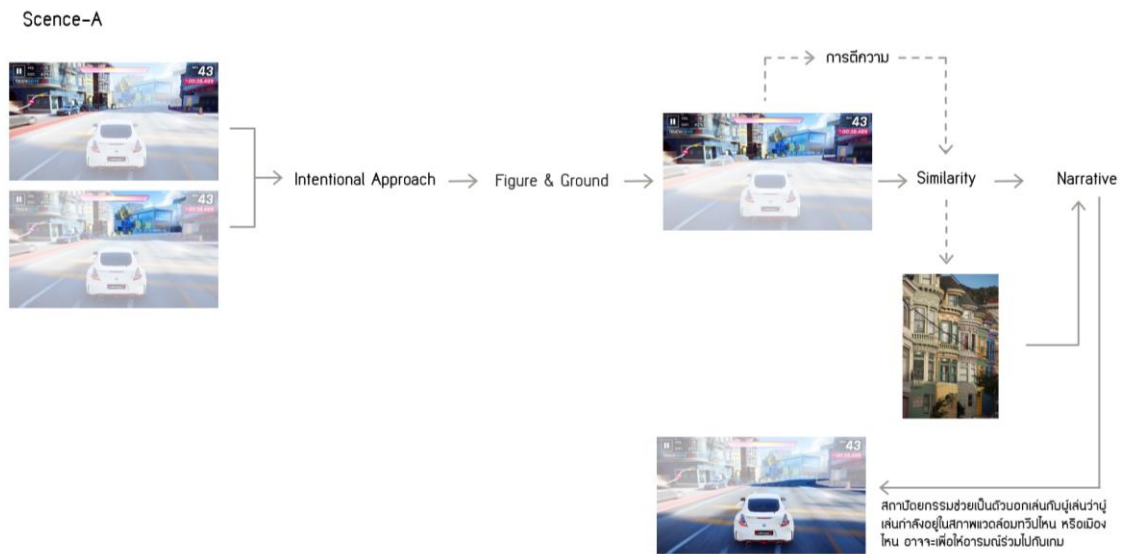 Scence-A
43
43
Intentional Approach
Figure & Ground
43
การตีความ
Similarity
Narrative
43
สถาปัตยกรรมช่วยเป็นตัวบอกเล่นกับผู้เล่นว่าผู้
เล่นกำลังอยู่ในสภาพแวดล้อมทวีปไหน หรือเมือง
ไหน อาจจะเพื่อให้อารมณ์ร่วมไปกับเกม